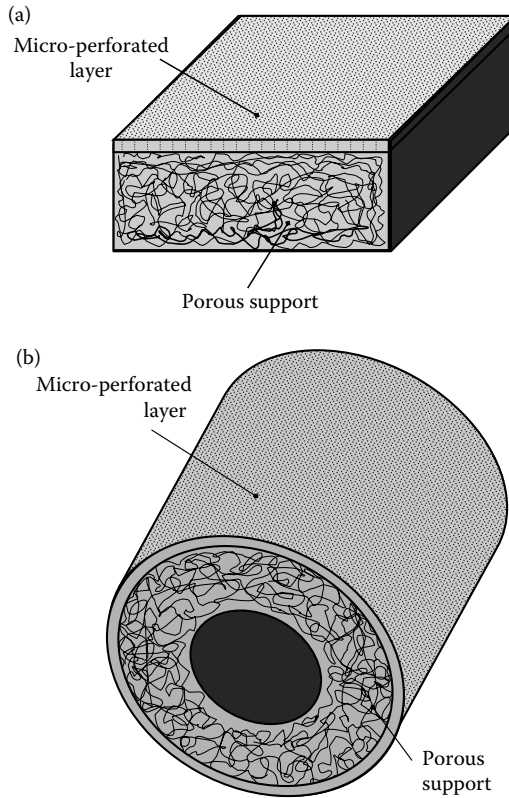 (a)
Micro-perforated
layer
Porous support
(b)
Micro-perforated
layer
Porous
support